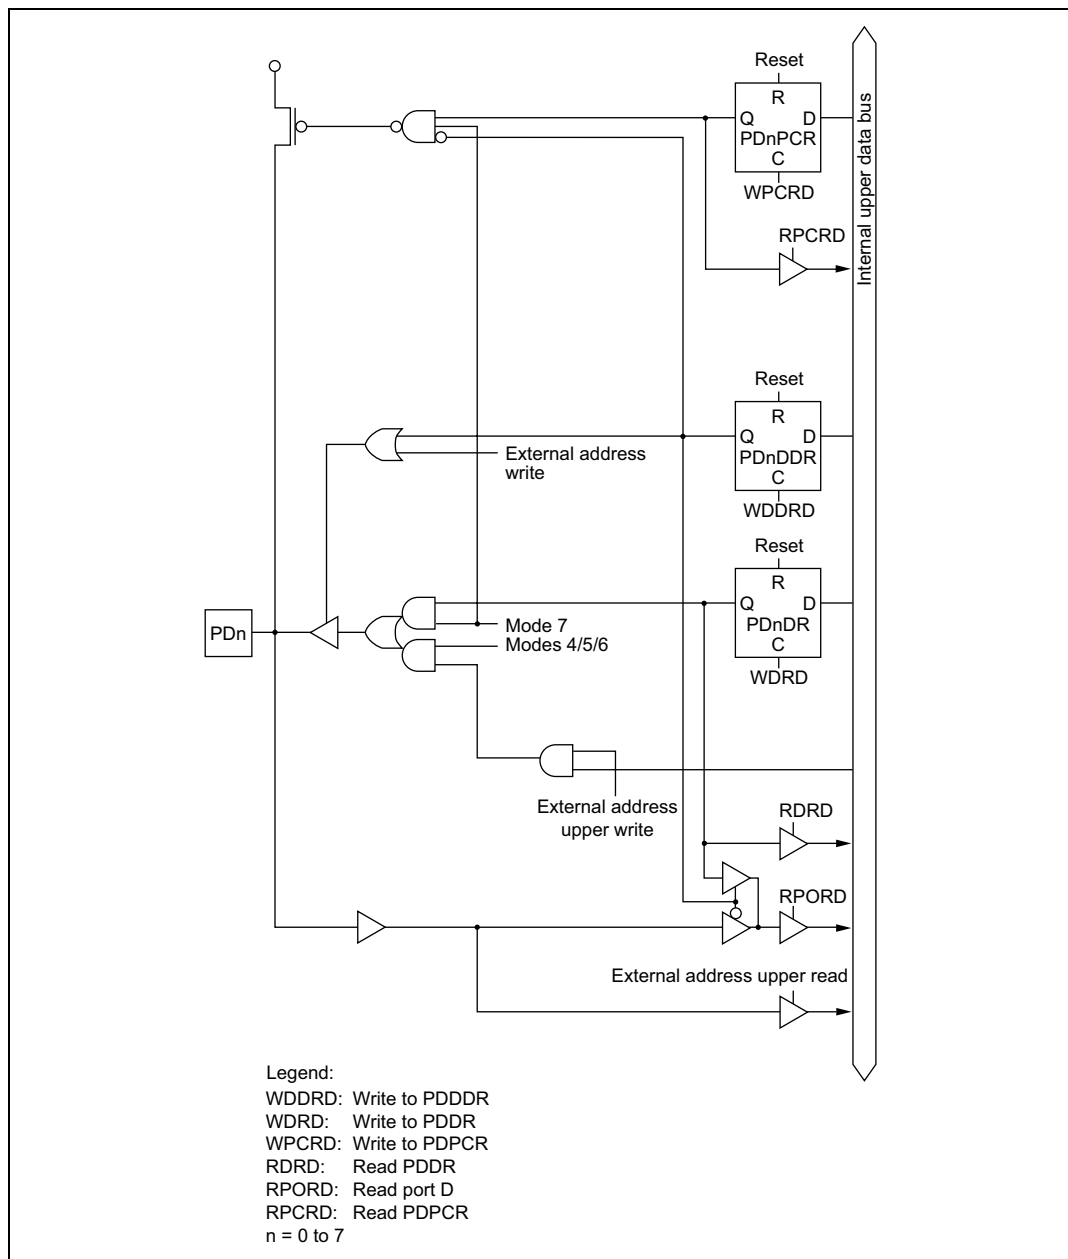 Reset
R
Q D
PDnPCR
C
WPCRD
RPCRD
Internal upper data bus
Reset
R
Q D
PDnDDR
C
WDDRD
External address
write
Reset
R
Q D
PDnDR
C
WDRD
PDn
Mode 7
Modes 4/5/6
External address
upper write
RDRD
RPORD
External address upper read
Legend:
WDDRD: Write to PDDDR
WDRD: Write to PDDR
WPCRD: Write to PDPCR
RDRD: Read PDDR
RPORD: Read port D
RPCRD: Read PDPCR
n = 0 to 7